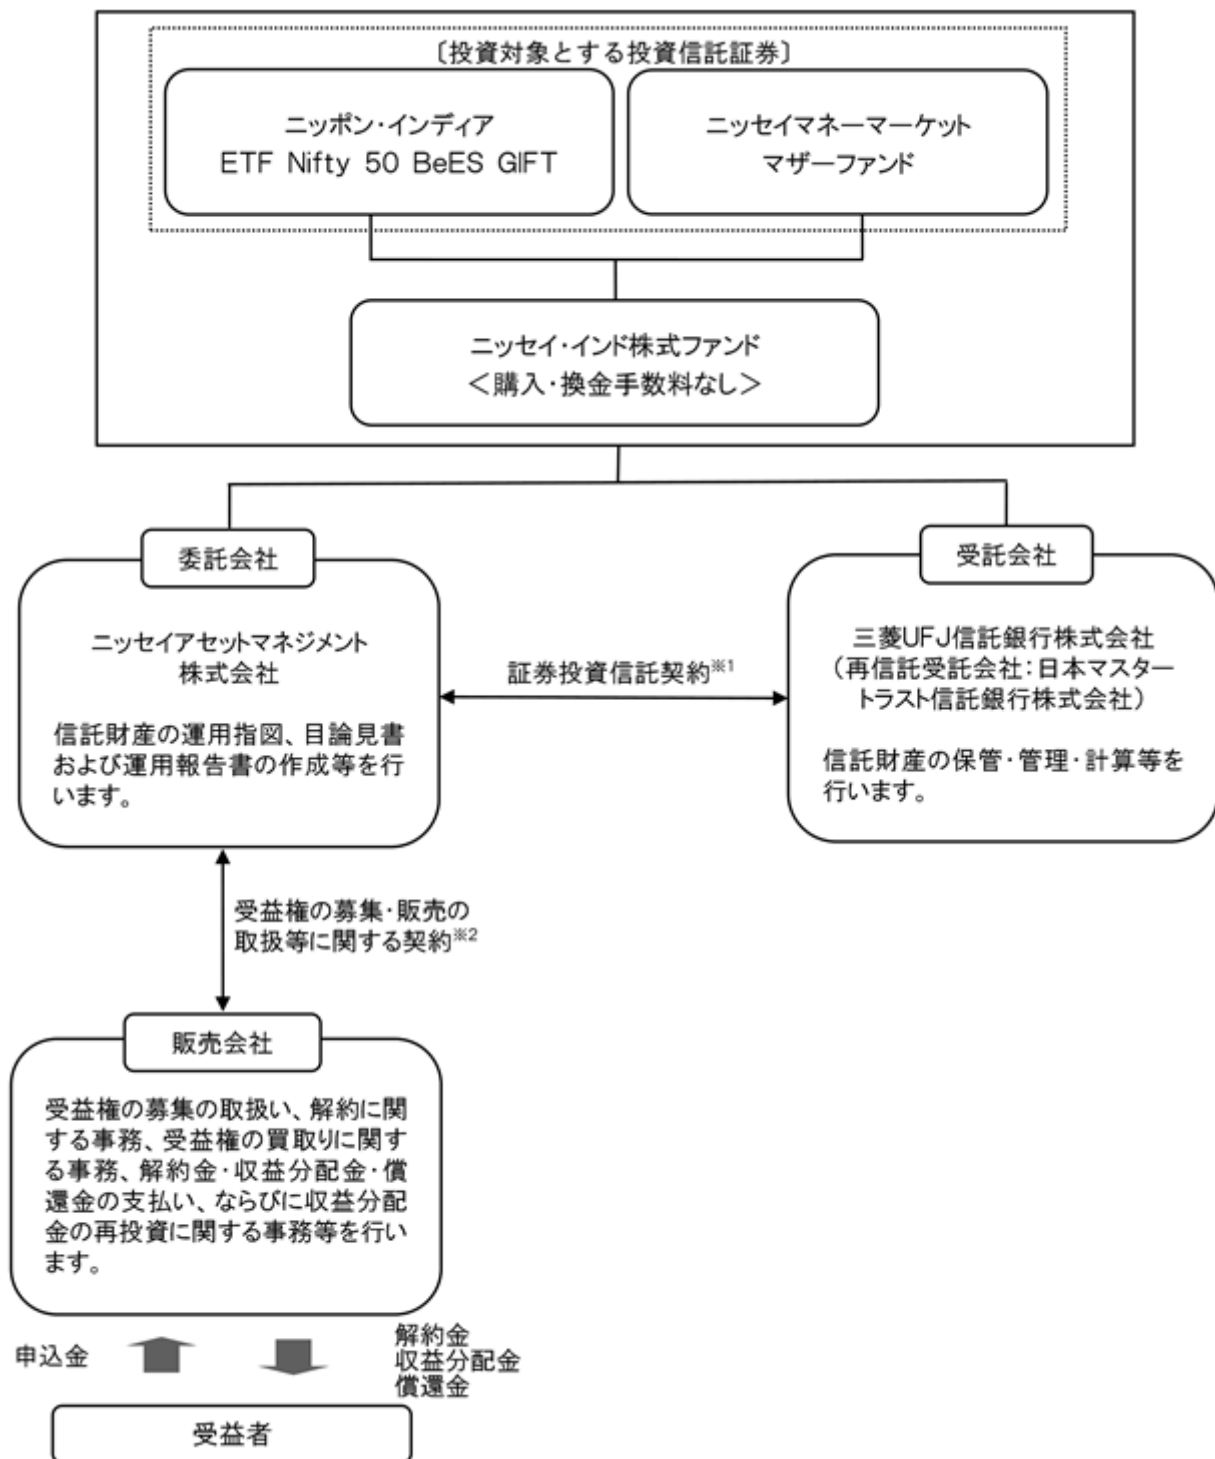 〔投資対象とする投資信託証券〕
ニッポン・インディア
ETF Nifty 50 BeES GIFT
ニッセイマネーマーケット
マザーファンド
ニッセイ・インド株式ファンド
＜購入・換金手数料なし＞
委託会社
ニッセイアセットマネジメント
株式会社
信託財産の運用指図、目論見書
および運用報告書の作成等を行
います。
証券投資信託契約※1
受託会社
三菱UFJ信託銀行株式会社
（再信託受託会社：日本マスター
トラスト信託銀行株式会社）
信託財産の保管・管理・計算等を
行います。
受益権の募集・販売の
取扱等に関する契約※2
販売会社
受益権の募集の取扱い、解約に関
する事務、受益権の買取りに関す
る事務、解約金・収益分配金・償
還金の支払い、ならびに収益分配
金の再投資に関する事務等を行い
ます。
申込金
解約金
収益分配金
償還金
受益者